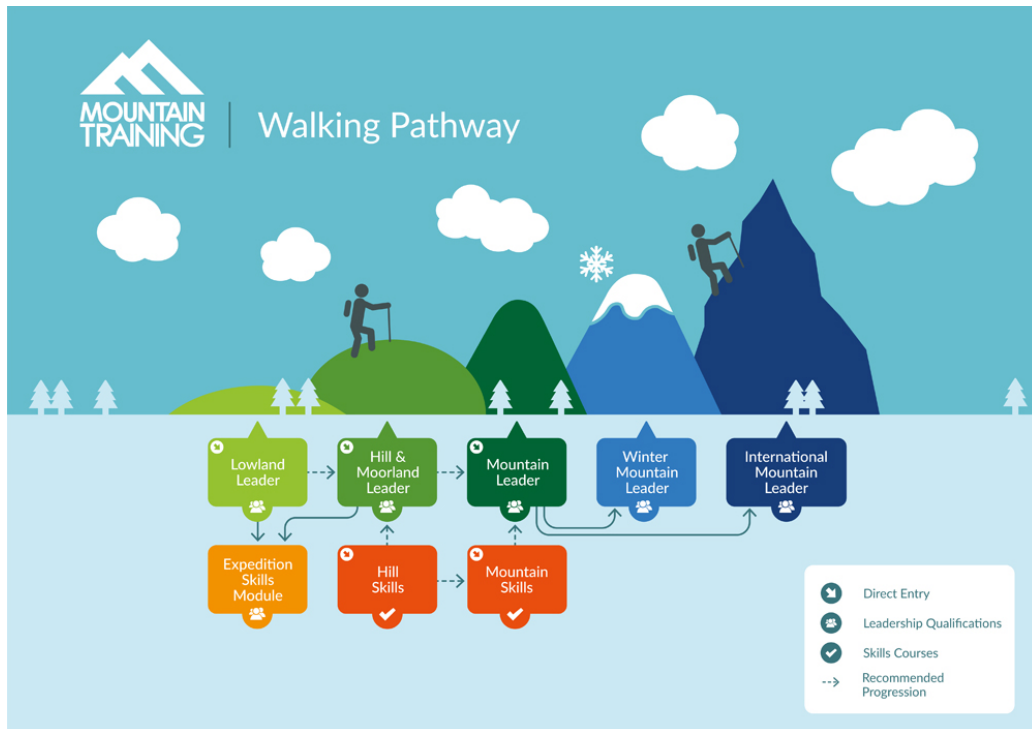 MOUNTAIN
TRAINING
Walking Pathway
Lowland
Leader
Hill &
Moorland
Leader
Mountain
Leader
Winter
Mountain
Leader
International
Mountain
Leader
Expedition
Skills
Module
Hill
Skills
Mountain
Skills
Direct Entry
Leadership Qualifications
Skills Courses
Recommended
Progression